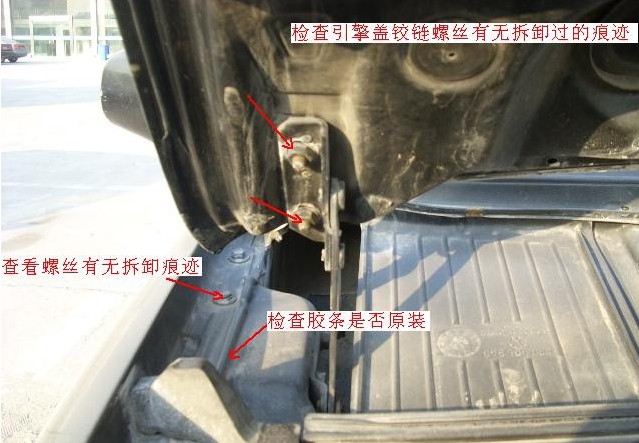 检查引擎盖铰链螺丝有无拆卸过的痕迹
查看螺丝有无拆卸痕迹
检查胶条是否原装